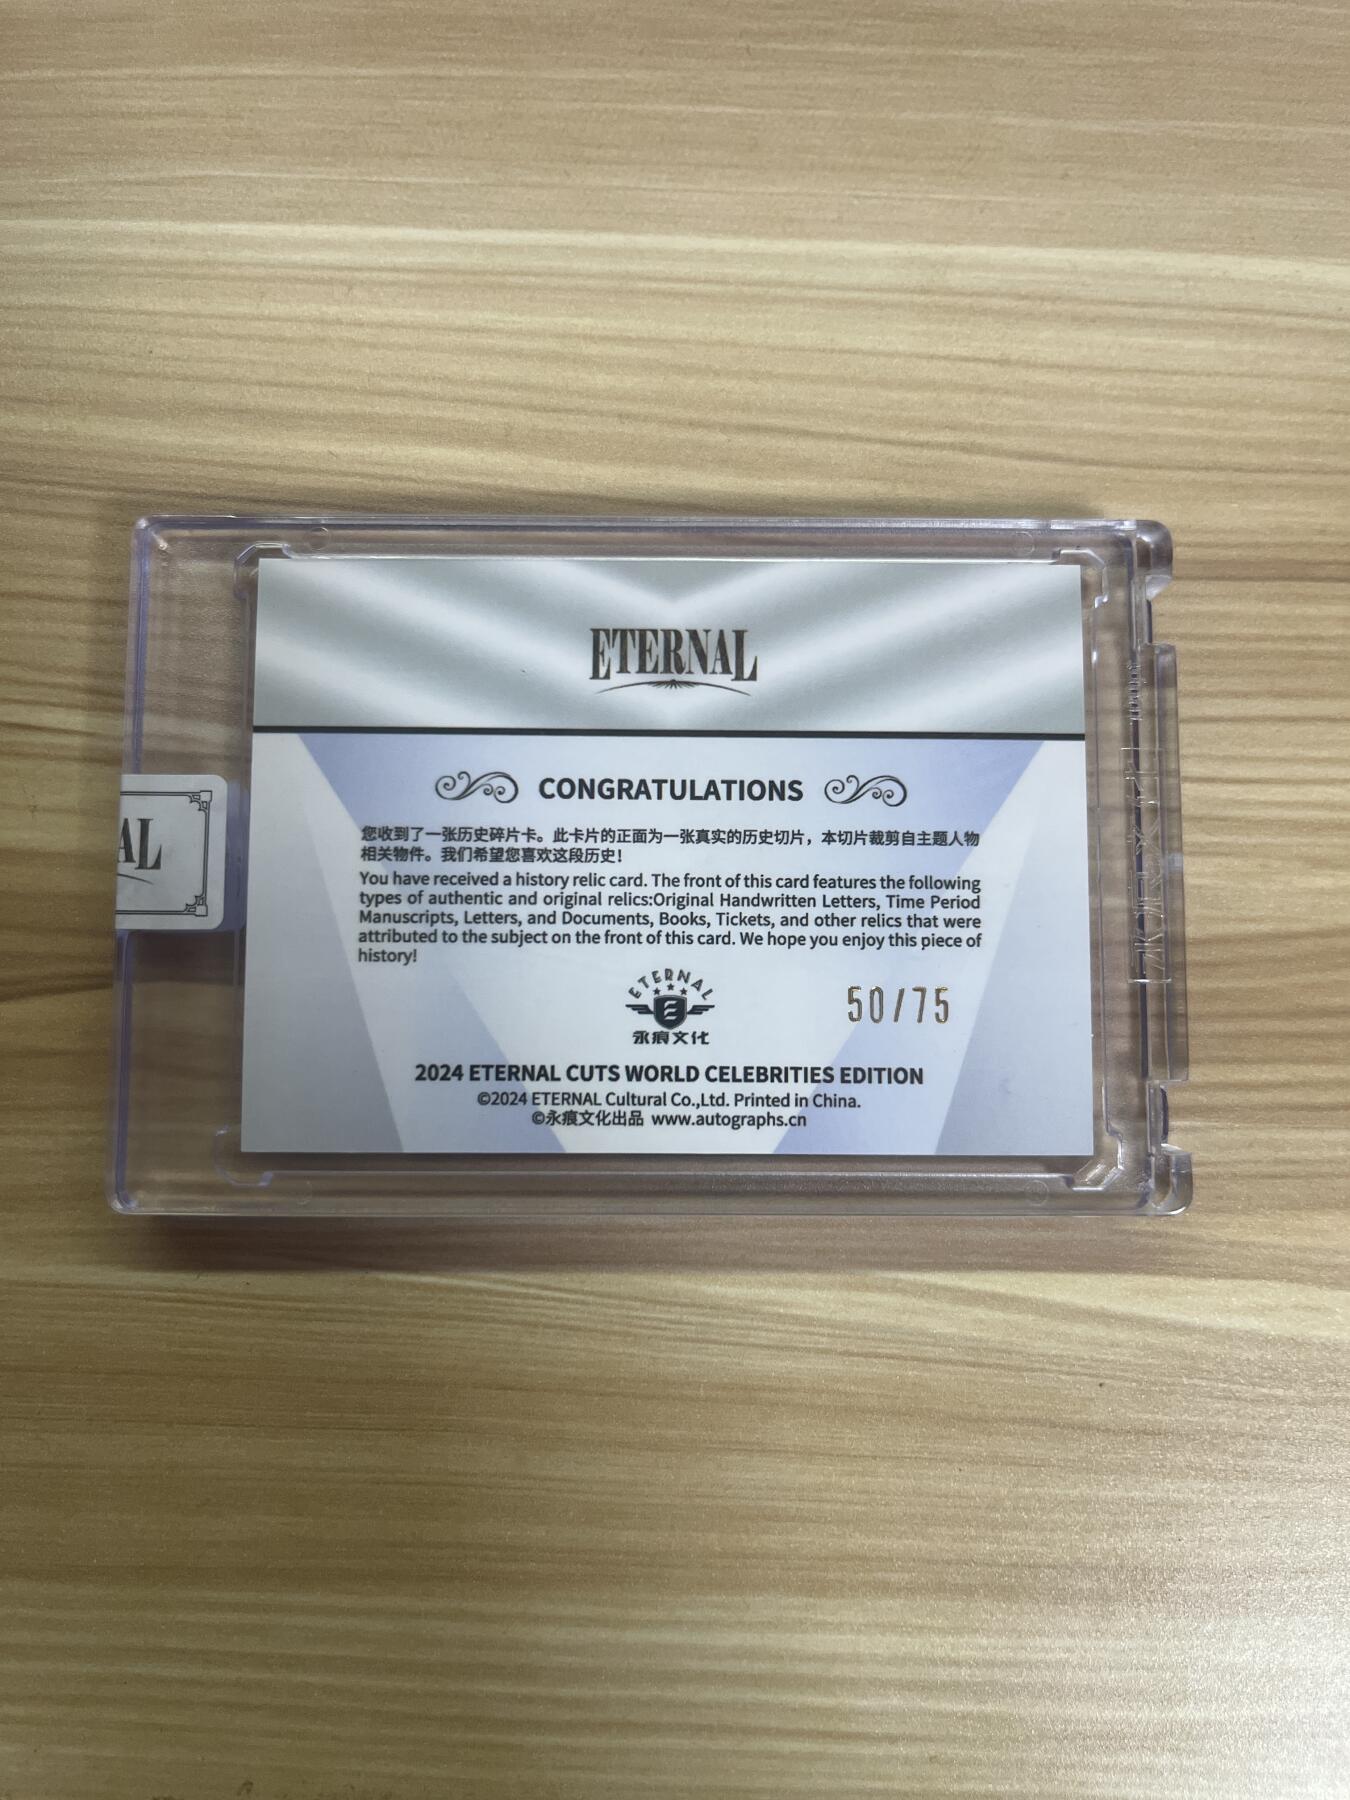 ETERNAL
CONGRATULATIONS
您收到了一张历史碎片卡。此卡片的正面为一张真实的历史切片，本切片裁剪自主题人物
相关物件。我们希望您喜欢这段历史！
You have received a history relic card. The front of this card features the following
types of authentic and original relics:Original Handwritten Letters, Time Period
Manuscripts, Letters, and Documents, Books, Tickets, and other relics that were
attributed to the subject on the front of this card. We hope you enjoy this piece of
history!
ETERNAL
永痕文化
50/75
2024 ETERNAL CUTS WORLD CELEBRITIES EDITION
©2024 ETERNAL Cultural Co.,Ltd. Printed in China.
©永痕文化出品 www.autographs.cn
AL